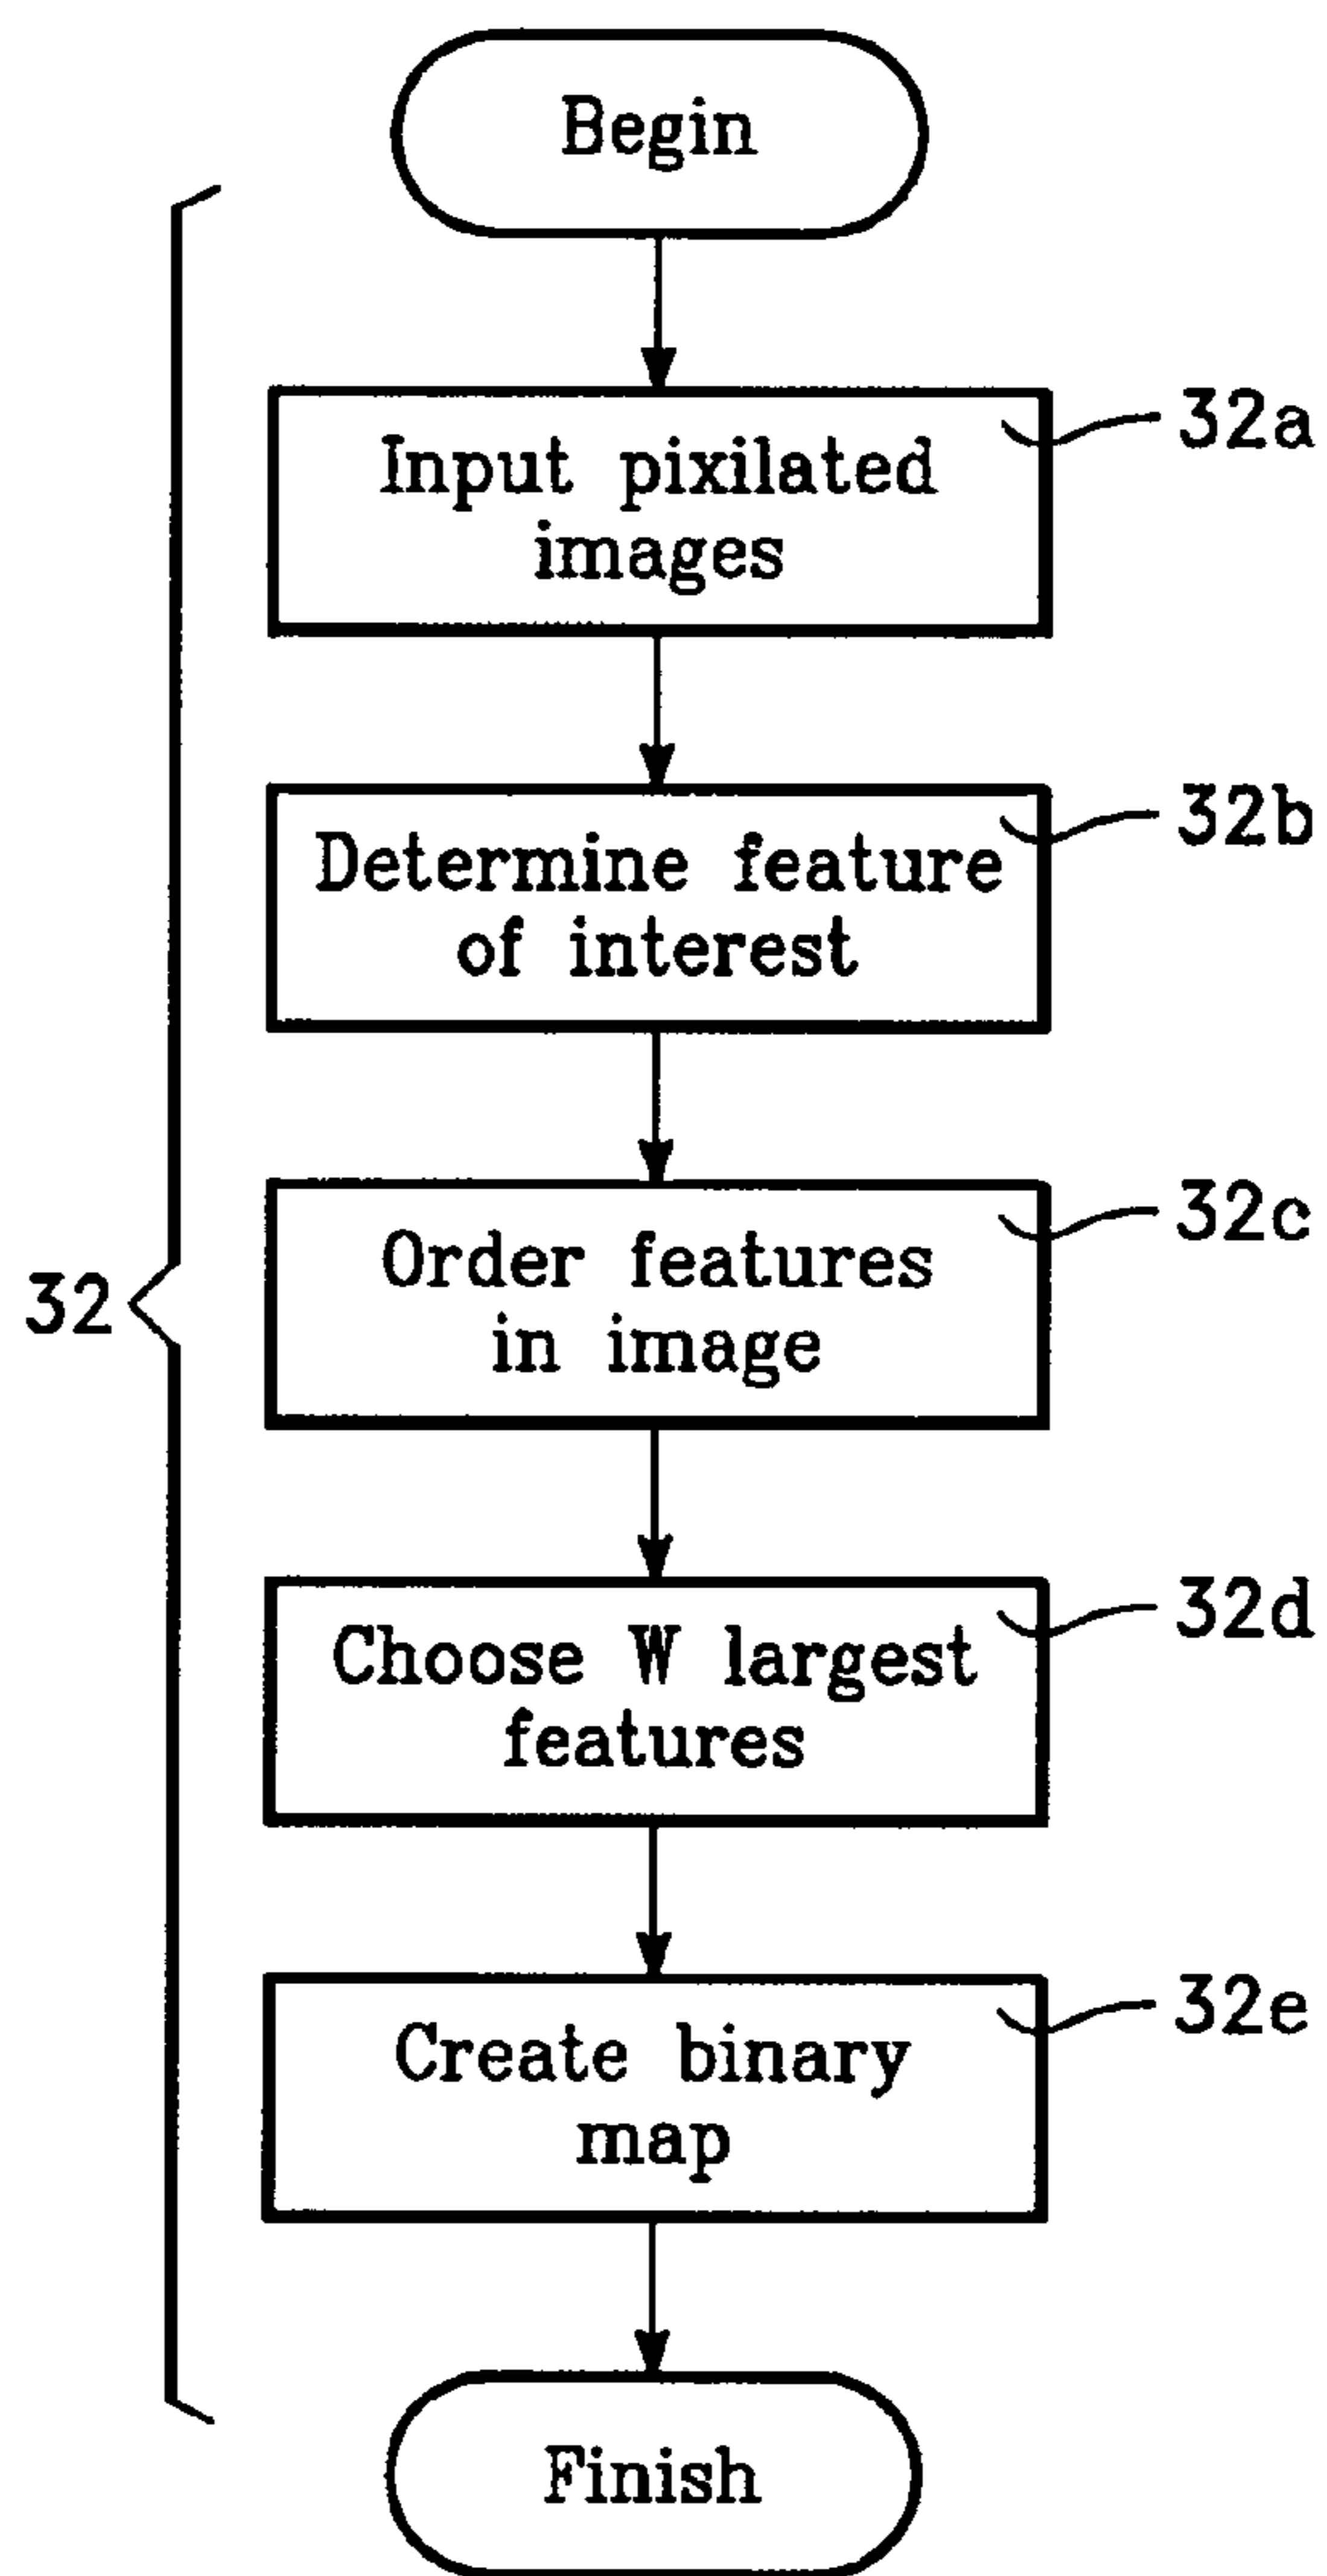 Begin
32a
Input pixilated
images
32b
Determine feature
of interest
32c
Order features
in image
32
32d
Choose W largest
features
32e
Create binary
map
Finish